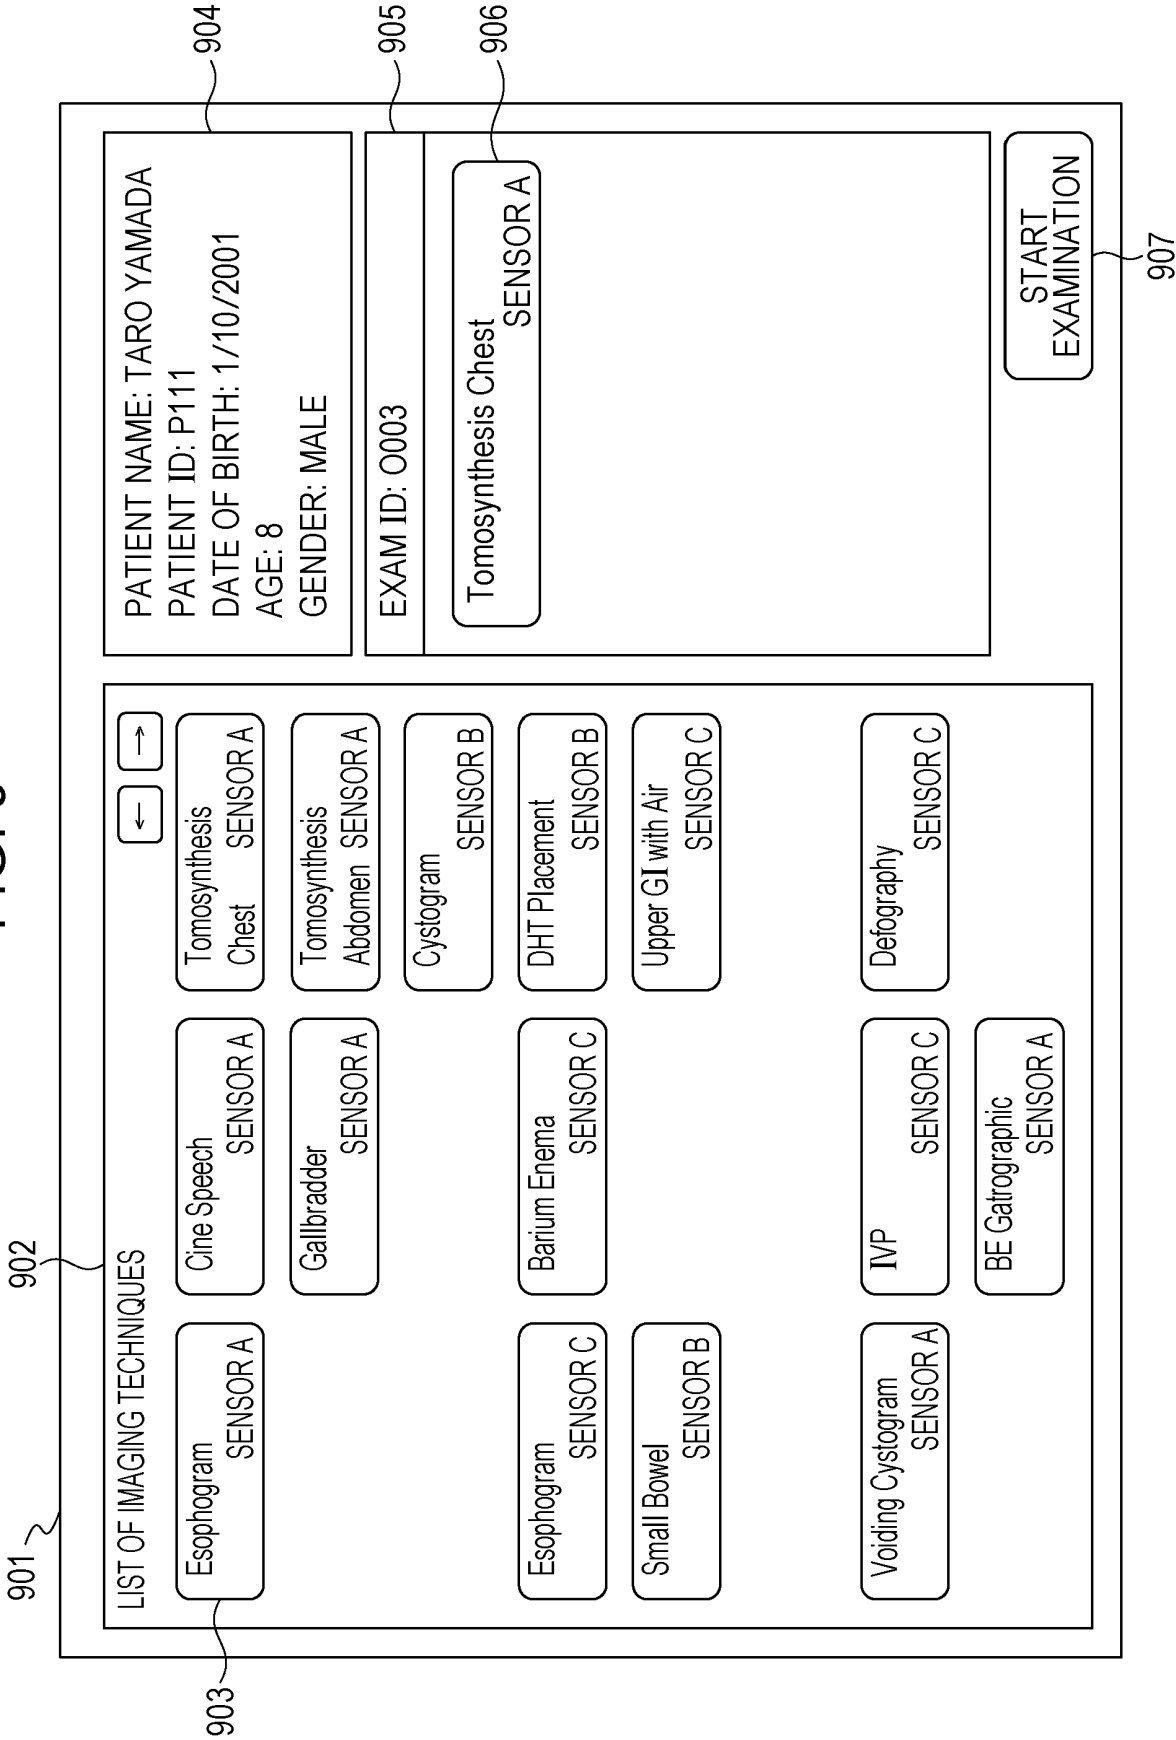 901
902
LIST OF IMAGING TECHNIQUES
← →
903
Esophogram
SENSOR A
Cine Speech
SENSOR A
Tomosynthesis
Chest SENSOR A
Gallbradder
SENSOR A
Tomosynthesis
Abdomen SENSOR A
Cystogram
SENSOR B
Esophogram
SENSOR C
Barium Enema
SENSOR C
DHT Placement
SENSOR B
Small Bowel
SENSOR B
Upper GI with Air
SENSOR C
Voiding Cystogram
SENSOR A
IVP
SENSOR C
Defography
SENSOR C
BE Gatrographic
SENSOR A
904
PATIENT NAME: TARO YAMADA
PATIENT ID: P111
DATE OF BIRTH: 1/10/2001
AGE: 8
GENDER: MALE
905
EXAM ID: O003
906
Tomosynthesis Chest
SENSOR A
START
EXAMINATION
907